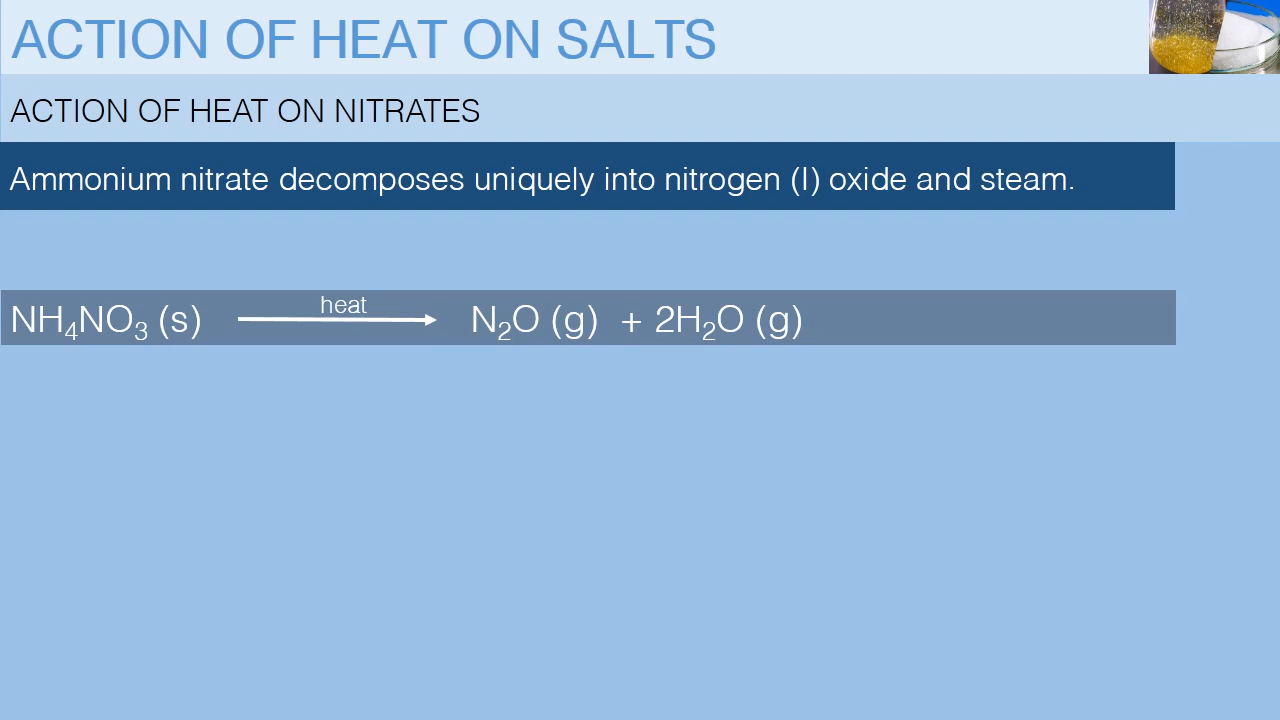 ACTION OF HEAT ON SALTS
ACTION OF HEAT ON NITRATES
Ammonium nitrate decomposes uniquely into nitrogen (I) oxide and steam.
heat
NH₄NO₃ (s) ⟶ N₂O (g) + 2H₂O (g)